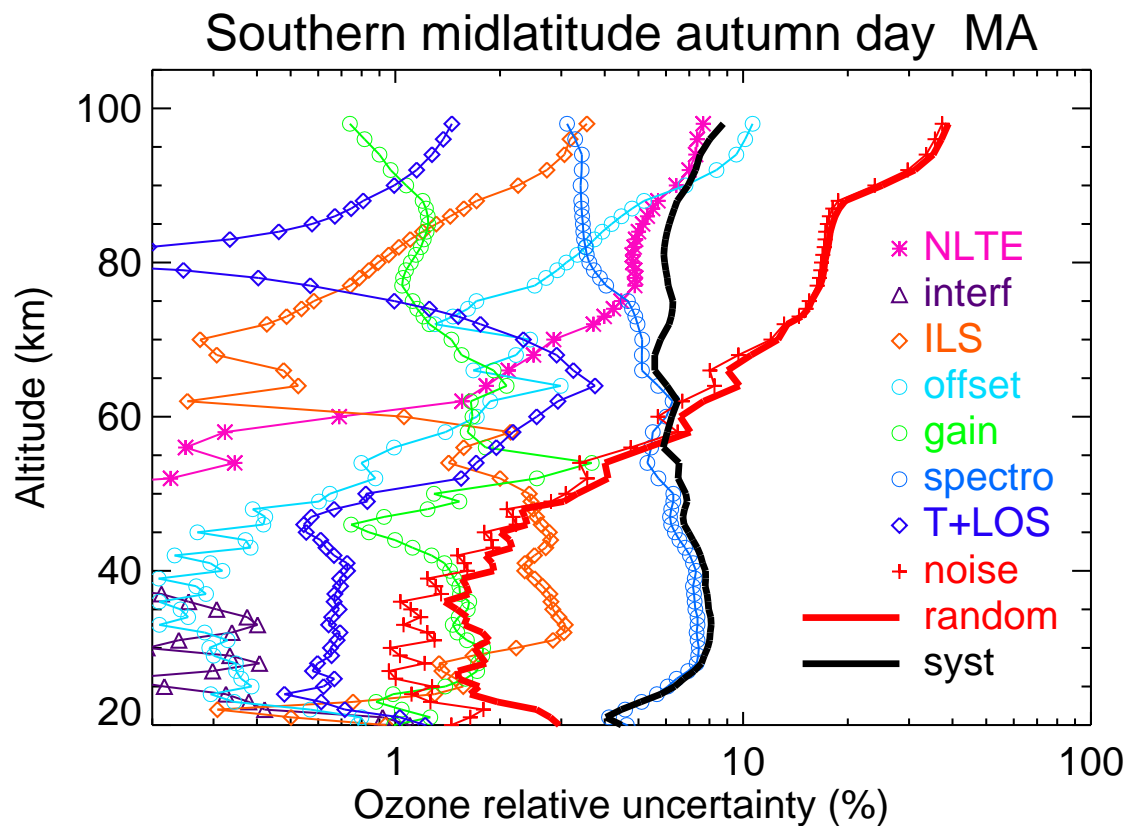 Southern midlatitude autumn day MA
100
80
60
40
20
Altitude (km)
NLTE
interf
ILS
offset
gain
spectro
T+LOS
noise
random
syst
1
10
100
Ozone relative uncertainty (%)